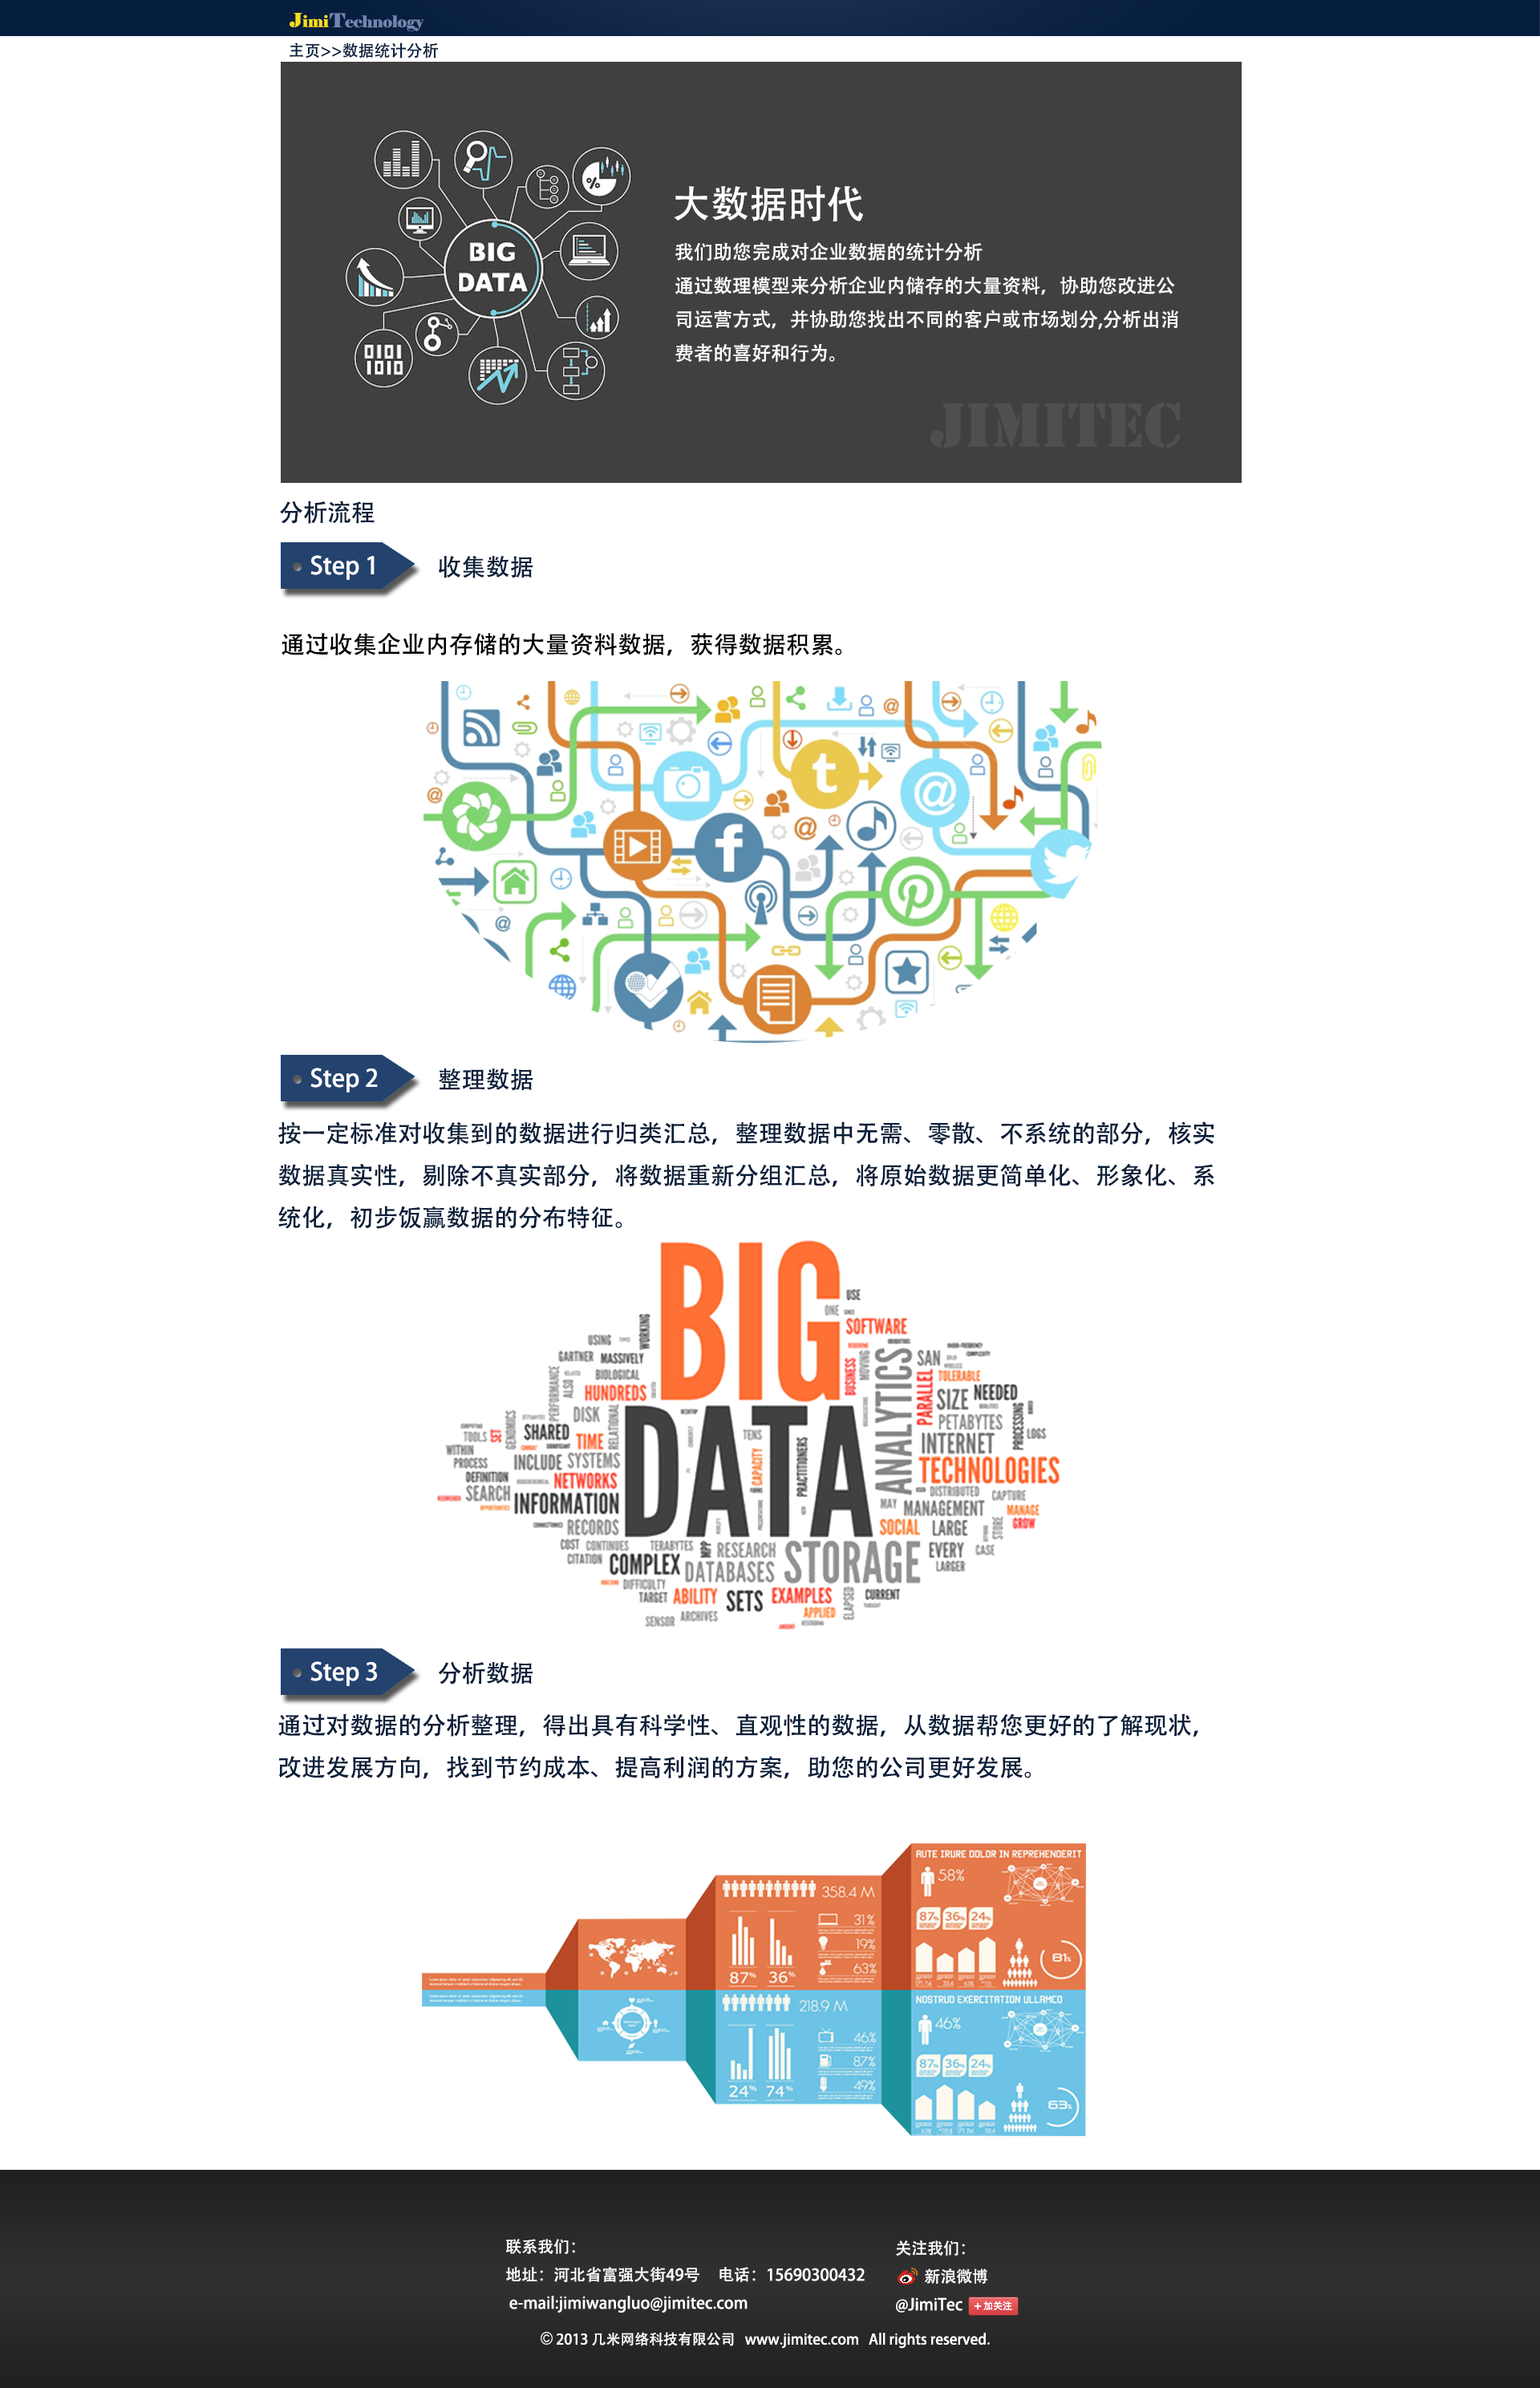 JimiTechnology
主页>>数据统计分析
BIG
DATA
0101
1010
%
大数据时代
我们助您完成对企业数据的统计分析
通过数理模型来分析企业内储存的大量资料，协助您改进公
司运营方式，并协助您找出不同的客户或市场划分,分析出消
费者的喜好和行为。
JIMITEC
分析流程
Step 1
收集数据
通过收集企业内存储的大量资料数据，获得数据积累。
Step 2
整理数据
按一定标准对收集到的数据进行归类汇总，整理数据中无需、零散、不系统的部分，核实
数据真实性，剔除不真实部分，将数据重新分组汇总，将原始数据更简单化、形象化、系
统化，初步饭赢数据的分布特征。
BIG
DATA
USE
ONE
SOFTWARE
WORKING
USING
GARTNER
MASSIVELY
BIOLOGICAL
HUNDREDS
PERFORMANCE
ALSO
DISK
RELATIONAL
GENOMICS
SHARED
TIME
TOOLS
SET
WITHIN
PROCESS
INCLUDE
SYSTEMS
DEFINITION
NETWORKS
SEARCH
INFORMATION
RECORDS
COST
CONTINUES
CITATION
COMPLEX
TERABYTES
MPP
RESEARCH
DATABASES
STORAGE
DIFFICULTY
TARGET
ABILITY
SETS
EXAMPLES
APPLIED
SENSOR
ARCHIVES
ELAPSED
CURRENT
BUSINESS
MOVING
ANALYTICS
SAN
TOLERABLE
PARALLEL
SIZE
NEEDED
PETABYTES
PROCESSING
LOGS
INTERNET
TECHNOLOGIES
DISTRIBUTED
CAPTURE
MAY
MANAGEMENT
MANAGE
GROW
STORE
SOCIAL
LARGE
EVERY
CASE
LARGER
TENS
CAPACITY
PRACTITIONERS
Step 3
分析数据
通过对数据的分析整理，得出具有科学性、直观性的数据，从数据帮您更好的了解现状，
改进发展方向，找到节约成本、提高利润的方案，助您的公司更好发展。
AUTE IRURE DOLOR IN REPREHENDERIT
58%
87% 36% 24%
81%
358.4 M
31%
19%
63%
87% 36%
218.9 M
46%
87%
49%
24% 74%
NOSTRUD EXERCITATION ULLAMCO
46%
87% 36% 24%
63%
联系我们：
地址：河北省富强大街49号 电话：15690300432
e-mail:jimiwangluo@jimitec.com
关注我们：
新浪微博
@JimiTec +加关注
© 2013 几米网络科技有限公司 www.jimitec.com All rights reserved.